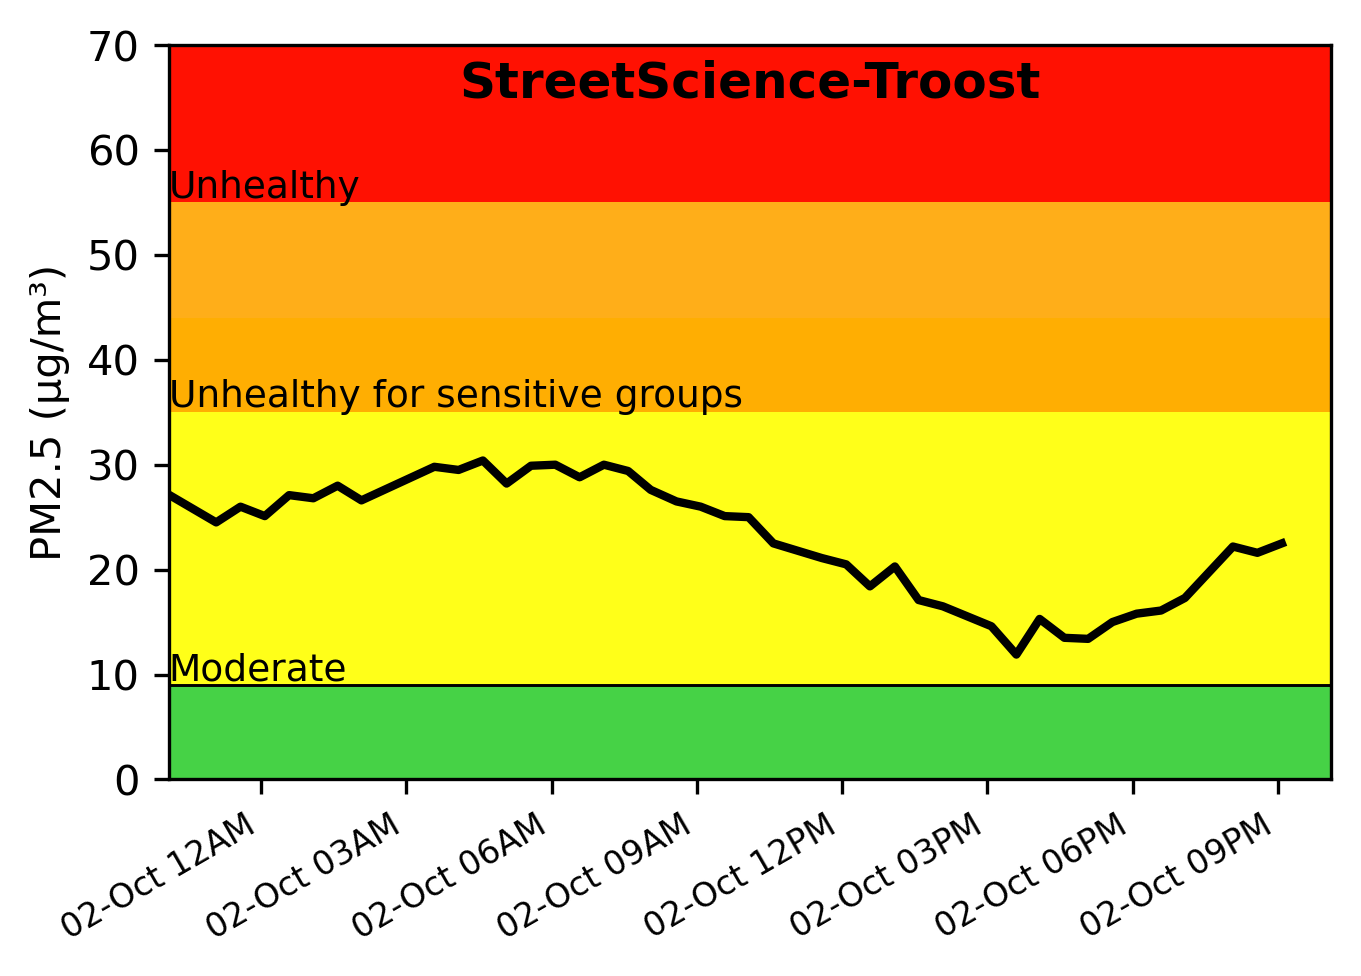 StreetScience-Troost
PM2.5 (µg/m³)
70
60
50
40
30
20
10
0
Unhealthy
Unhealthy for sensitive groups
Moderate
02-Oct 12AM
02-Oct 03AM
02-Oct 06AM
02-Oct 09AM
02-Oct 12PM
02-Oct 03PM
02-Oct 06PM
02-Oct 09PM